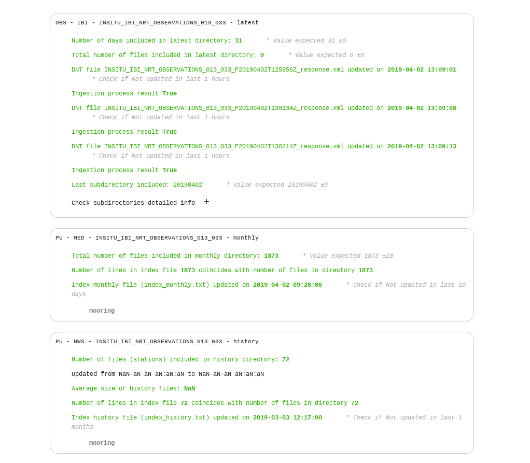 OBS - IBI - INSITU_IBI_NRT_OBSERVATIONS_013_033 - latest
Number of days included in latest directory: 31 * Value expected 31 ±0
Total number of files included in latest directory: 0 * Value expected 0 ±0
DNT file INSITU_IBI_NRT_OBSERVATIONS_013_033_P20190402T125956Z_response.xml updated on 2019-04-02 13:09:01
* Check if Not updated in last 1 hours
Ingestion process result True
DNT file INSITU_IBI_NRT_OBSERVATIONS_013_033_P20190402T130134Z_response.xml updated on 2019-04-02 13:09:08
* Check if Not updated in last 1 hours
Ingestion process result True
DNT file INSITU_IBI_NRT_OBSERVATIONS_013_033_P20190402T130214Z_response.xml updated on 2019-04-02 13:09:13
* Check if Not updated in last 1 hours
Ingestion process result True
Last subdirectory included: 20190402 * Value expected 20190402 ±0
Check subdirectories detailed info +
PU - MED - INSITU_IBI_NRT_OBSERVATIONS_013_033 - monthly
Total number of files included in monthly directory: 1873 * Value expected 1873 ±20
Number of lines in index file 1873 coincides with number of files in directory 1873
Index monthly file (index_monthly.txt) updated on 2019-04-02 09:26:06 * Check if Not updated in last 10
days
mooring
PU - NWS - INSITU_IBI_NRT_OBSERVATIONS_013_033 - history
Number of files (stations) included in history directory: 72
Updated from NaN-aN-aN aN:aN:aN to NaN-aN-aN aN:aN:aN
Average size of history files: NaN
Number of lines in index file 72 coincides with number of files in directory 72
Index history file (index_history.txt) updated on 2019-03-03 12:17:00 * Check if Not updated in last 1
months
mooring